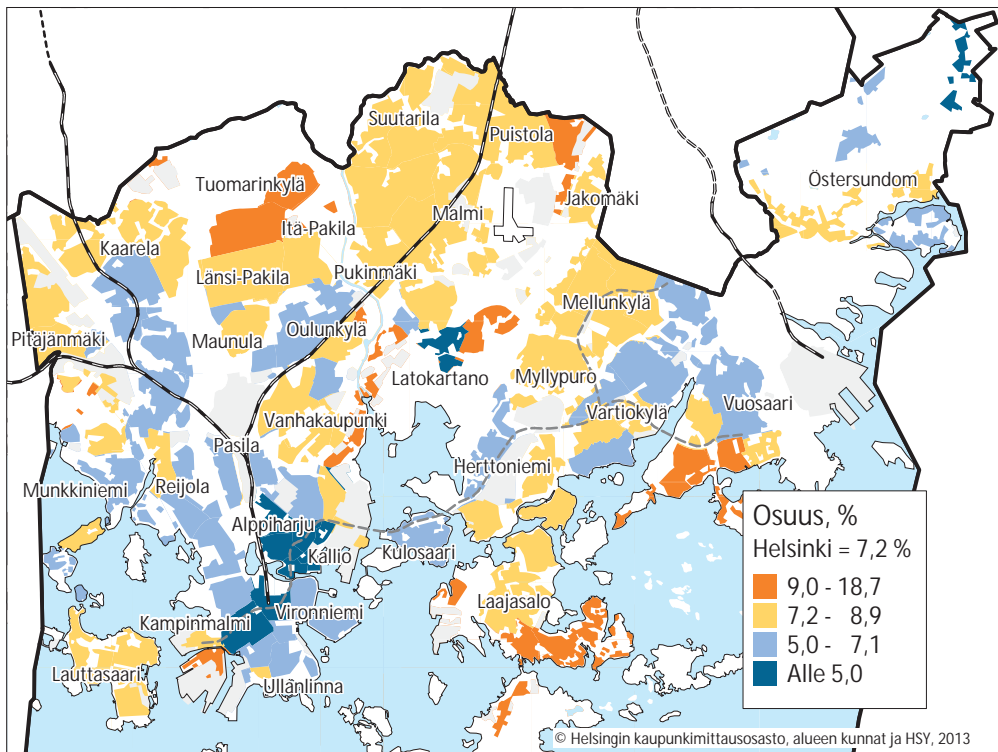 Suutarila
Puistola
Tuomarinkylä
Östersundom
Jakomäki
Malmi
Itä-Pakila
Kaarela
Länsi-Pakila
Pukinmäki
Mellunkylä
Oulunkylä
Maunula
Pitäjänmäki
Latokartano
Myllypuro
Vuosaari
Vartiokylä
Vanhakaupunki
Pasila
Herttoniemi
Munkkiniemi
Reijola
Alppiharju
Kallio
Kulosaari
Laajasalo
Vironniemi
Kampinmalmi
Lauttasaari
Ullanlinna
Osuus, %
Helsinki = 7,2 %
9,0 - 18,7
7,2 - 8,9
5,0 - 7,1
Alle 5,0
© Helsingin kaupunkimittausosasto, alueen kunnat ja HSY, 2013